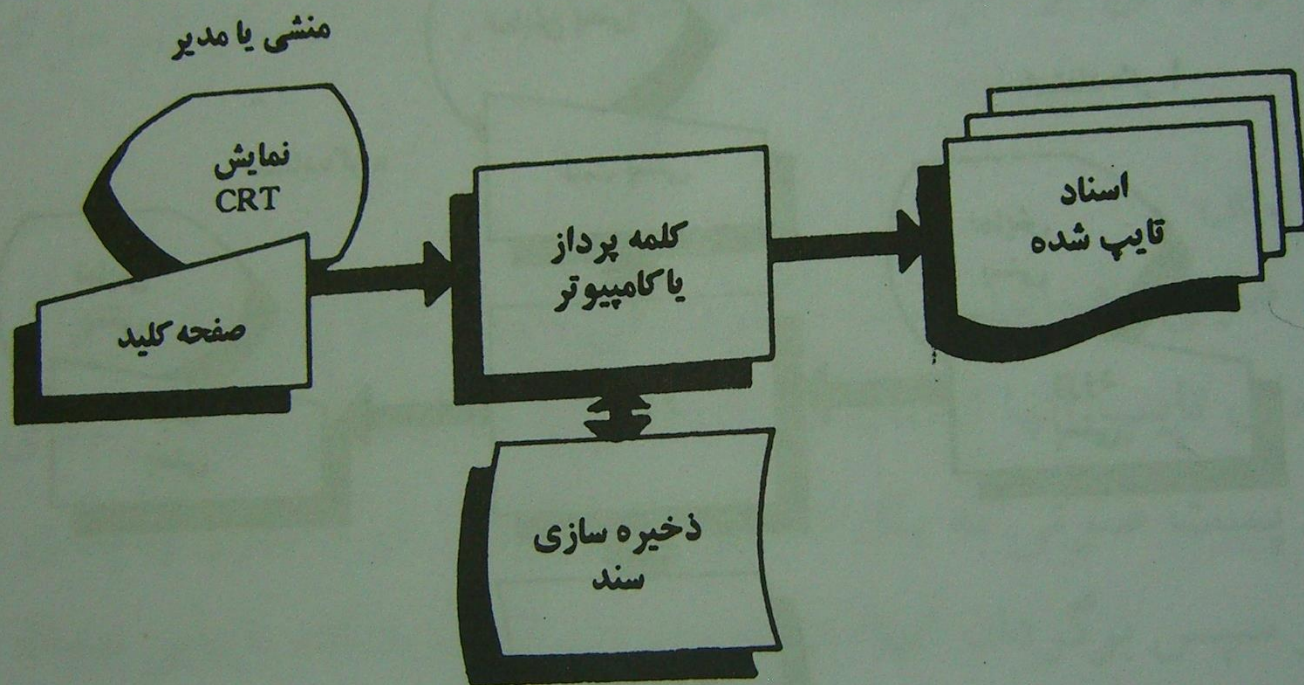 منشی یا مدیر
نمایش
CRT
صفحه کلید
کلمه پرداز
یا کامپیوتر
اسناد
تایپ شده
ذخیره سازی
سند